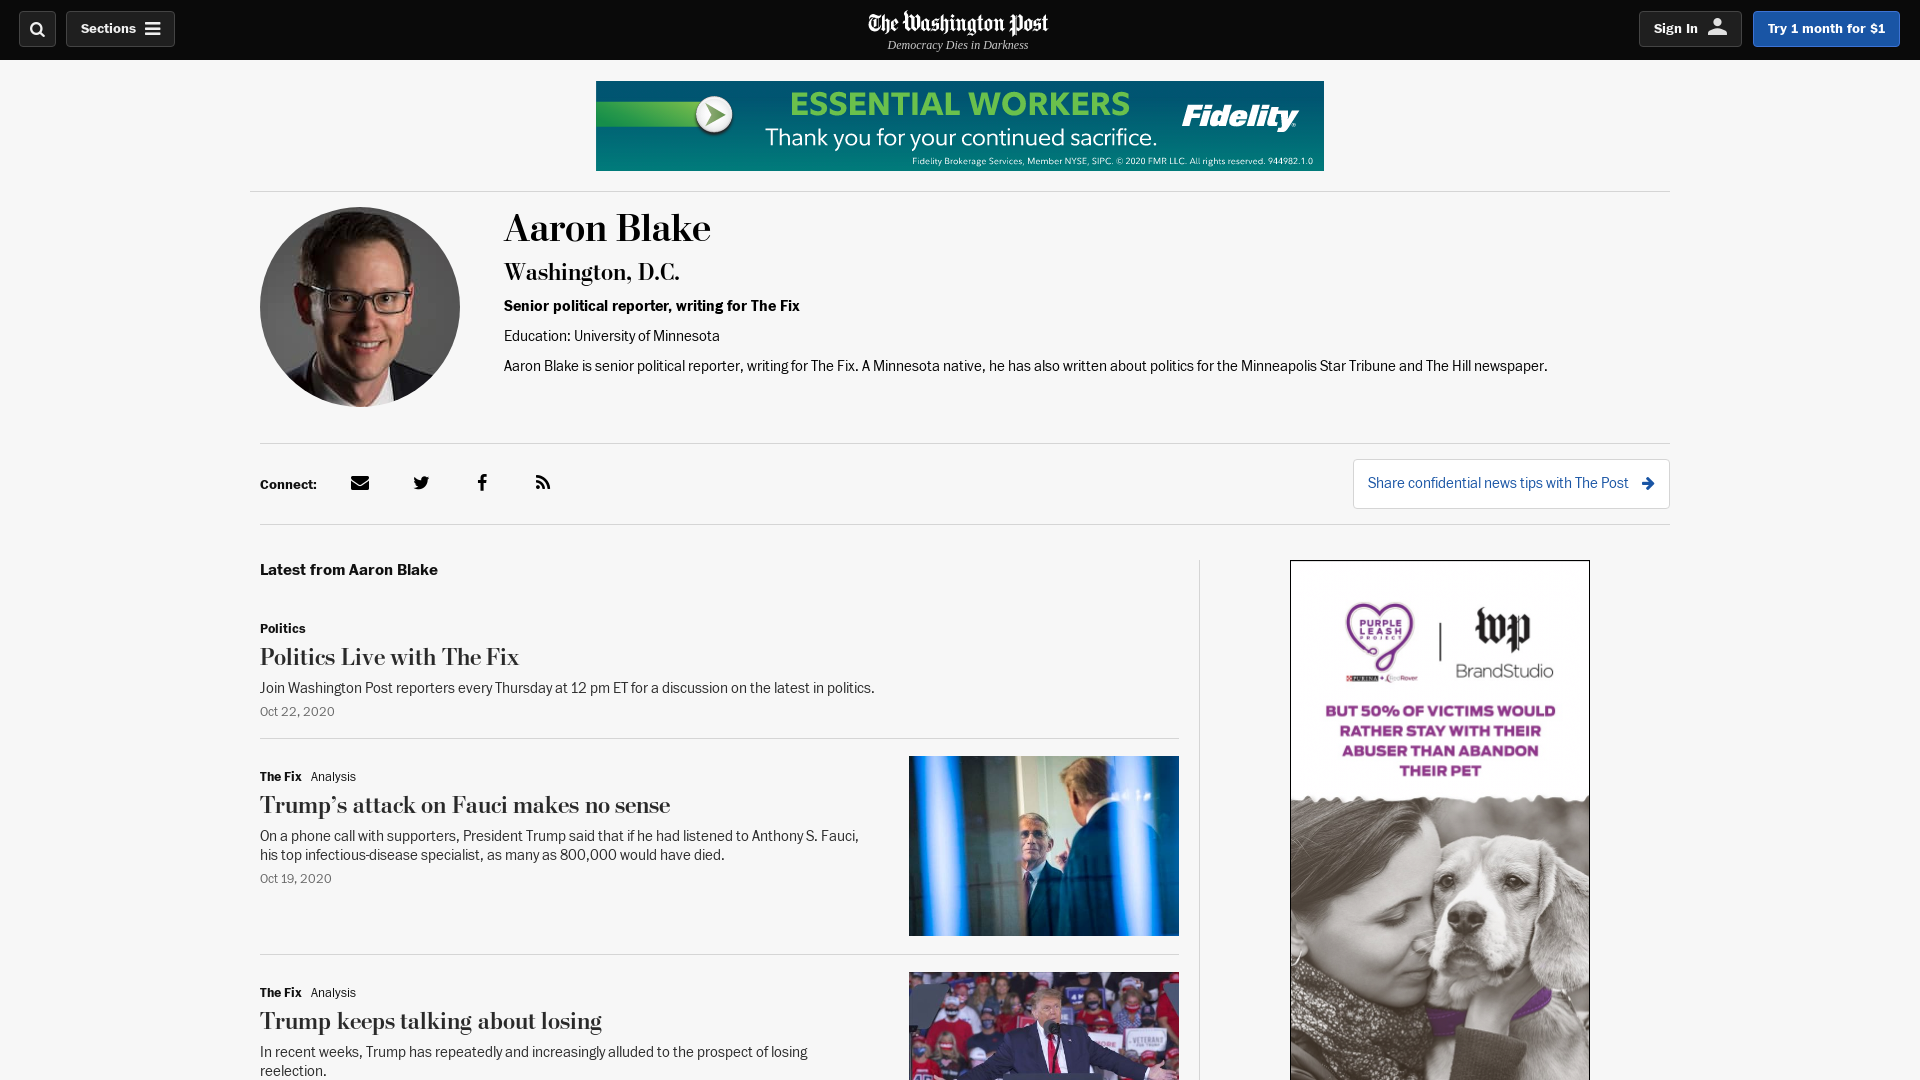 Sections
The Washington Post
Democracy Dies in Darkness
Sign In
Try 1 month for $1
ESSENTIAL WORKERS
Thank you for your continued sacrifice.
Fidelity
Fidelity Brokerage Services, Member NYSE, SIPC. © 2020 FMR LLC. All rights reserved. 944982.1.0
Aaron Blake
Washington, D.C.
Senior political reporter, writing for The Fix
Education: University of Minnesota
Aaron Blake is senior political reporter, writing for The Fix. A Minnesota native, he has also written about politics for the Minneapolis Star Tribune and The Hill newspaper.
Connect:
Share confidential news tips with The Post
Latest from Aaron Blake
Politics
Politics Live with The Fix
Join Washington Post reporters every Thursday at 12 pm ET for a discussion on the latest in politics.
Oct 22, 2020
The Fix Analysis
Trump’s attack on Fauci makes no sense
On a phone call with supporters, President Trump said that if he had listened to Anthony S. Fauci,
his top infectious-disease specialist, as many as 800,000 would have died.
Oct 19, 2020
The Fix Analysis
Trump keeps talking about losing
In recent weeks, Trump has repeatedly and increasingly alluded to the prospect of losing
reelection.
PURPLE
LEASH
PROJECT
PURINA + RedRover
wp
BrandStudio
BUT 50% OF VICTIMS WOULD
RATHER STAY WITH THEIR
ABUSER THAN ABANDON
THEIR PET